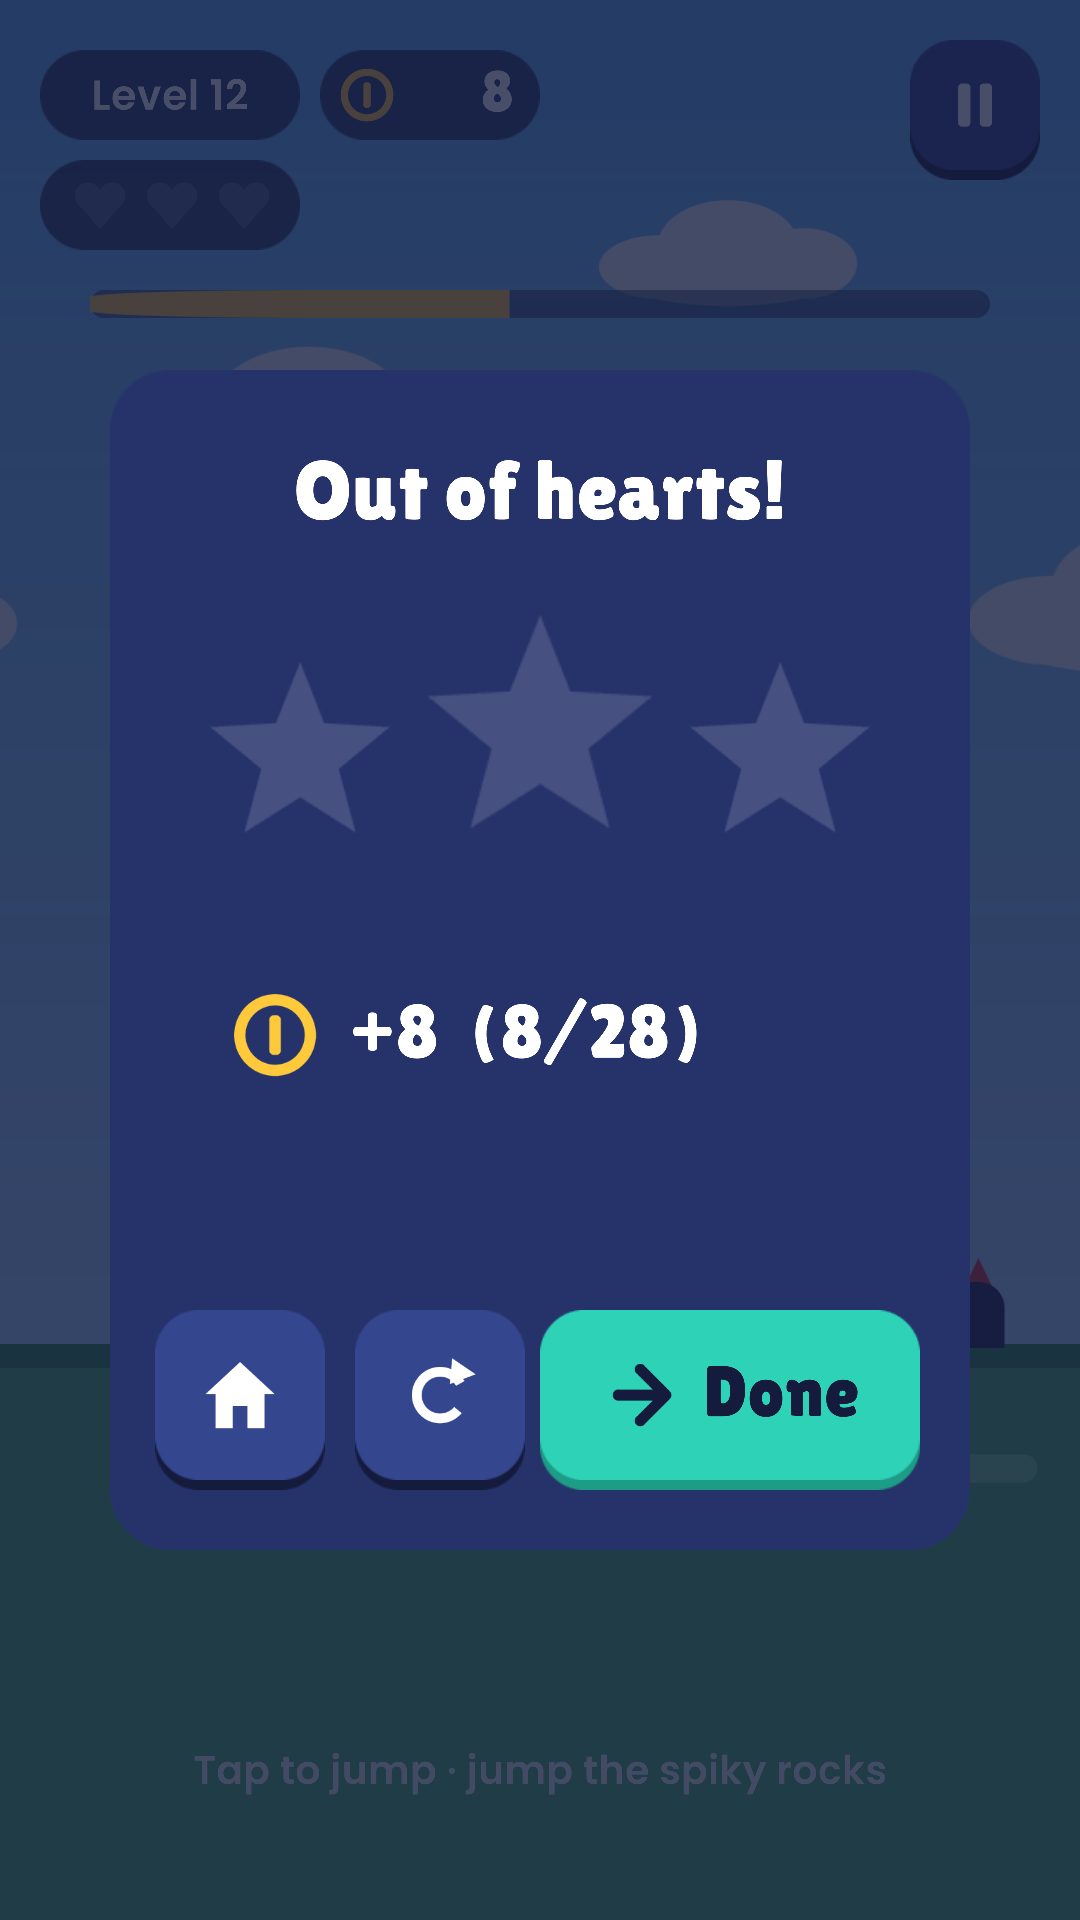 Level 12
8
Out of hearts!
+8 (8/28)
Done
Tap to jump · jump the spiky rocks